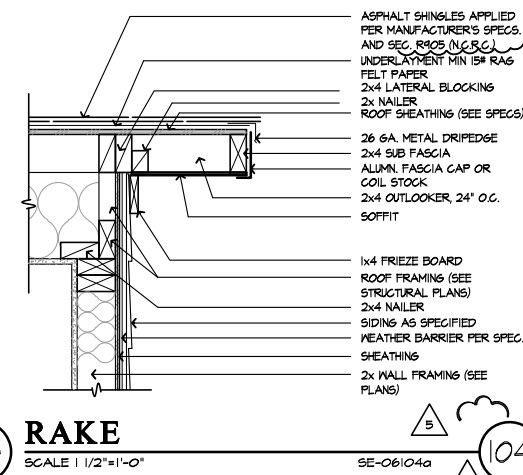 ASPHALT SHINGLES APPLIED
PER MANUFACTURER'S SPECS.
AND SEC. R905 (N.C.R.C.)
UNDERLAYMENT MIN 15# RAG
FELT PAPER
2x4 LATERAL BLOCKING
2x NAILER
ROOF SHEATHING (SEE SPECS)
26 GA. METAL DRIPEDGE
2x4 SUB FASCIA
ALUMN. FASCIA CAP OR
COIL STOCK
2x4 OUTLOOKER, 24" O.C.
SOFFIT
1x4 FRIEZE BOARD
ROOF FRAMING (SEE
STRUCTURAL PLANS)
2x4 NAILER
SIDING AS SPECIFIED
WEATHER BARRIER PER SPEC.
SHEATHING
2x WALL FRAMING (SEE
PLANS)
5
RAKE
104
SCALE 1 1/2"=1'-0"
SE-06104a